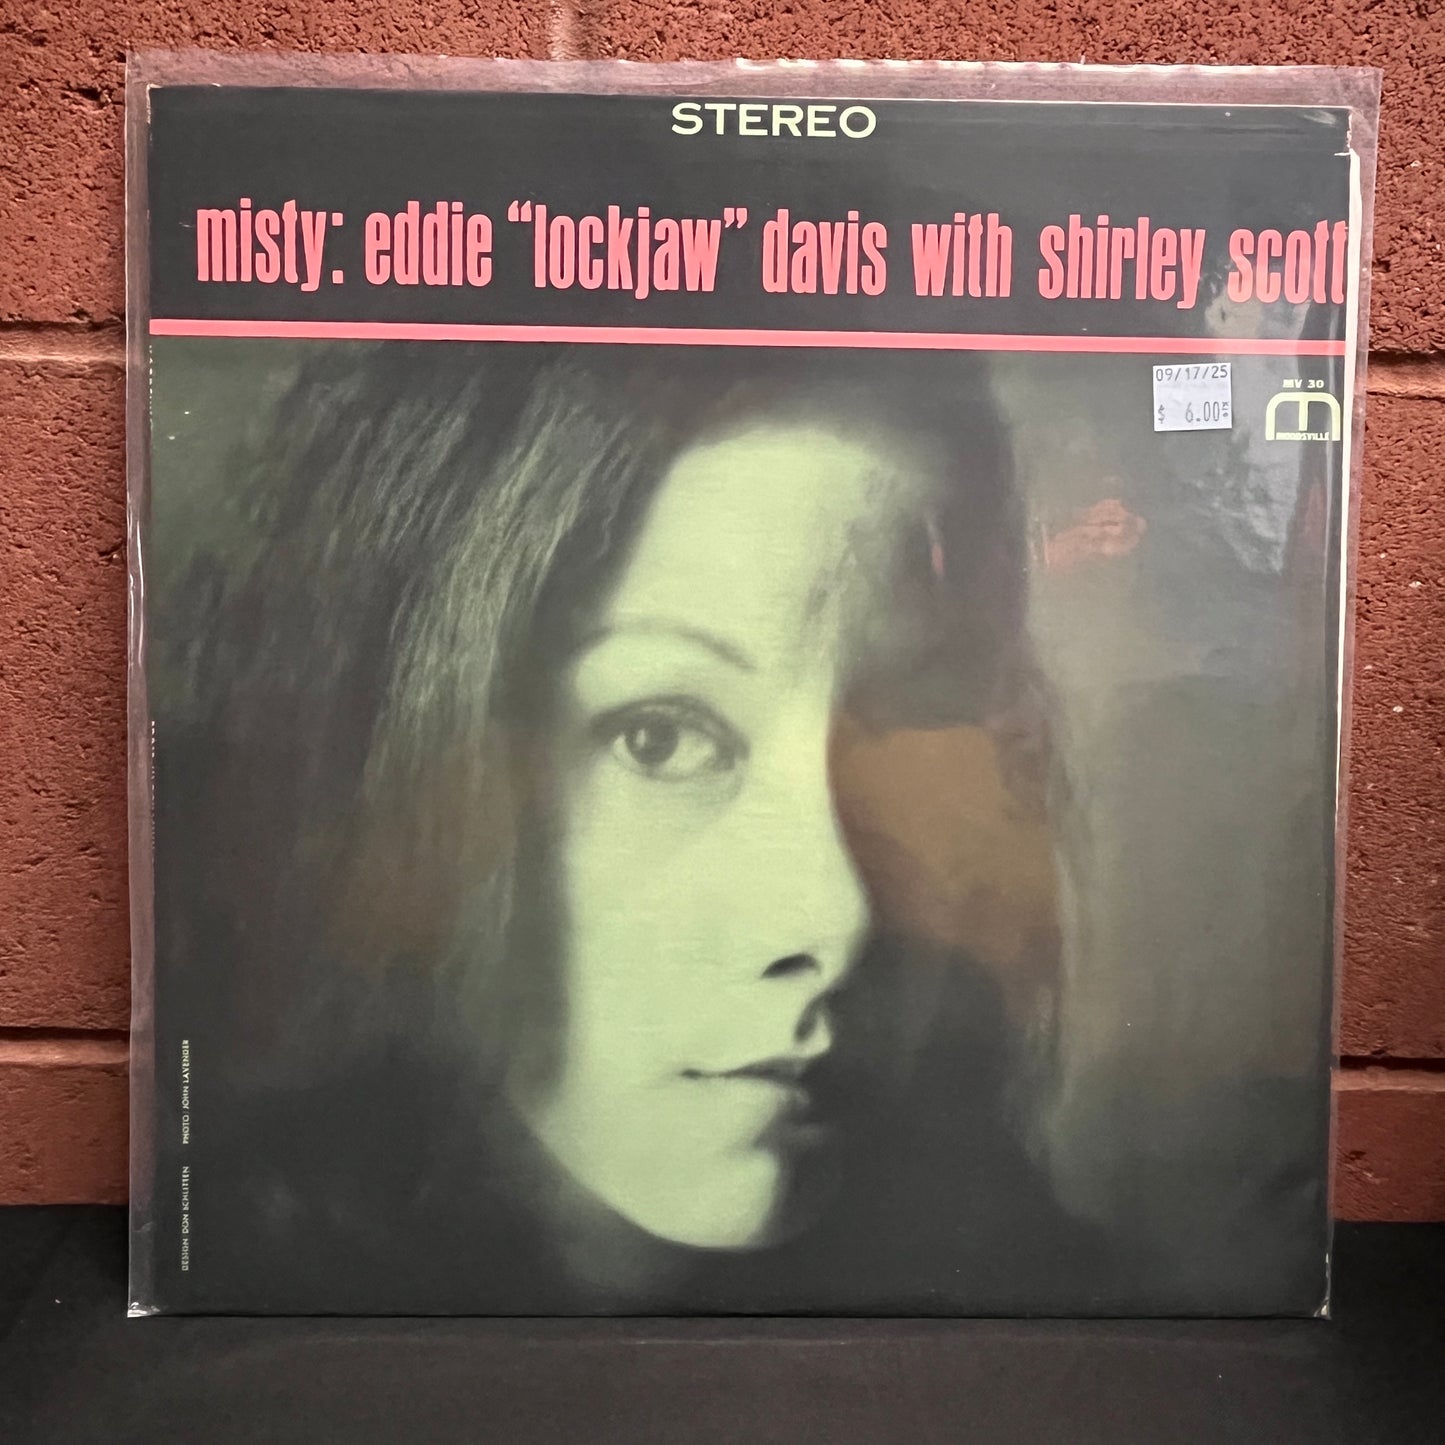 STEREO
misty: eddie “lockjaw” davis with shirley scott
09/17/25
$ 6.00
MV 30
MOODSVILLE
DESIGN: DON SCHLITTEN PHOTO: JOHN LAVENDER